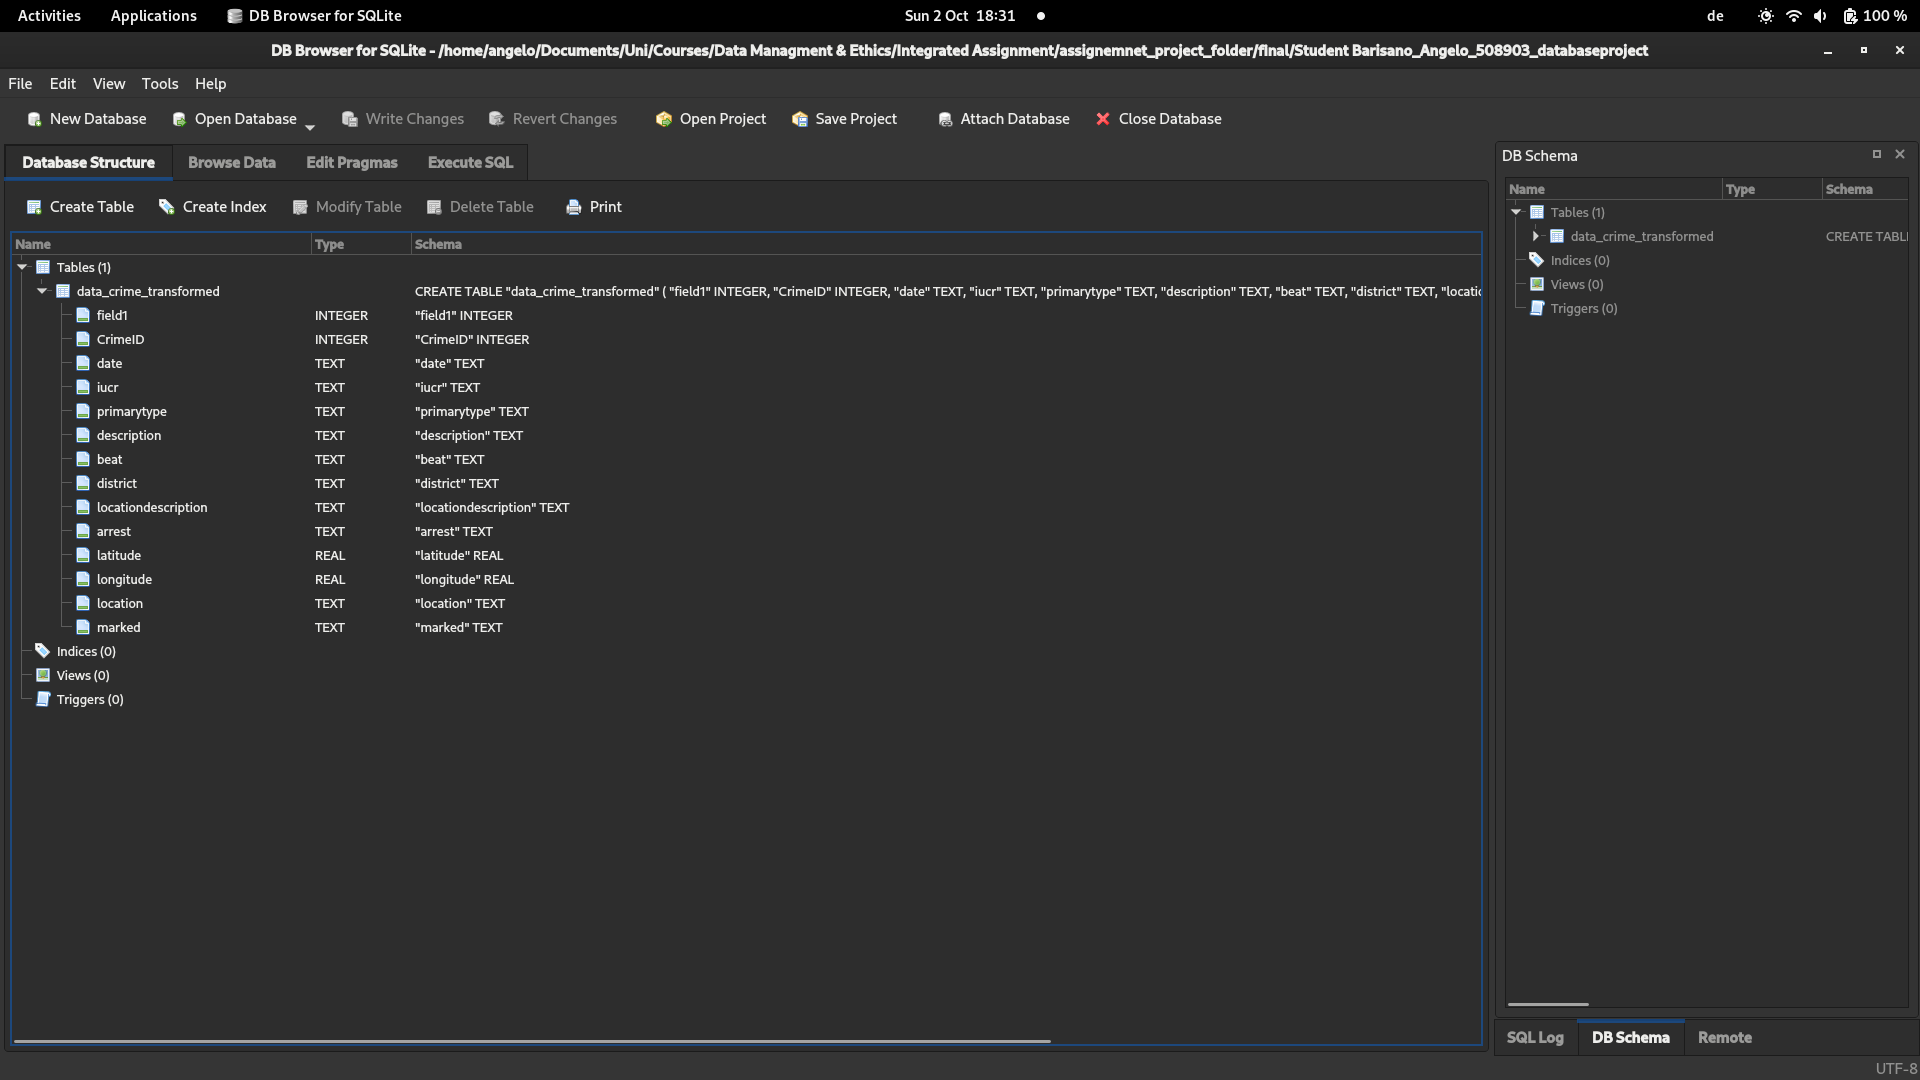 Activities Applications DB Browser for SQLite Sun 2 Oct 18:31 de 100 %
DB Browser for SQLite - /home/angelo/Documents/Uni/Courses/Data Managment & Ethics/Integrated Assignment/assignemnet_project_folder/final/Student Barisano_Angelo_508903_databaseproject
File Edit View Tools Help
New Database Open Database Write Changes Revert Changes Open Project Save Project Attach Database Close Database
Database Structure Browse Data Edit Pragmas Execute SQL
Create Table Create Index Modify Table Delete Table Print
Name Type Schema
Tables (1)
data_crime_transformed CREATE TABLE "data_crime_transformed" ( "field1" INTEGER, "CrimeID" INTEGER, "date" TEXT, "iucr" TEXT, "primarytype" TEXT, "description" TEXT, "beat" TEXT, "district" TEXT, "locatic
field1 INTEGER "field1" INTEGER
CrimeID INTEGER "CrimeID" INTEGER
date TEXT "date" TEXT
iucr TEXT "iucr" TEXT
primarytype TEXT "primarytype" TEXT
description TEXT "description" TEXT
beat TEXT "beat" TEXT
district TEXT "district" TEXT
locationdescription TEXT "locationdescription" TEXT
arrest TEXT "arrest" TEXT
latitude REAL "latitude" REAL
longitude REAL "longitude" REAL
location TEXT "location" TEXT
marked TEXT "marked" TEXT
Indices (0)
Views (0)
Triggers (0)
DB Schema
Name Type Schema
Tables (1)
data_crime_transformed CREATE TABL
Indices (0)
Views (0)
Triggers (0)
SQL Log DB Schema Remote
UTF-8